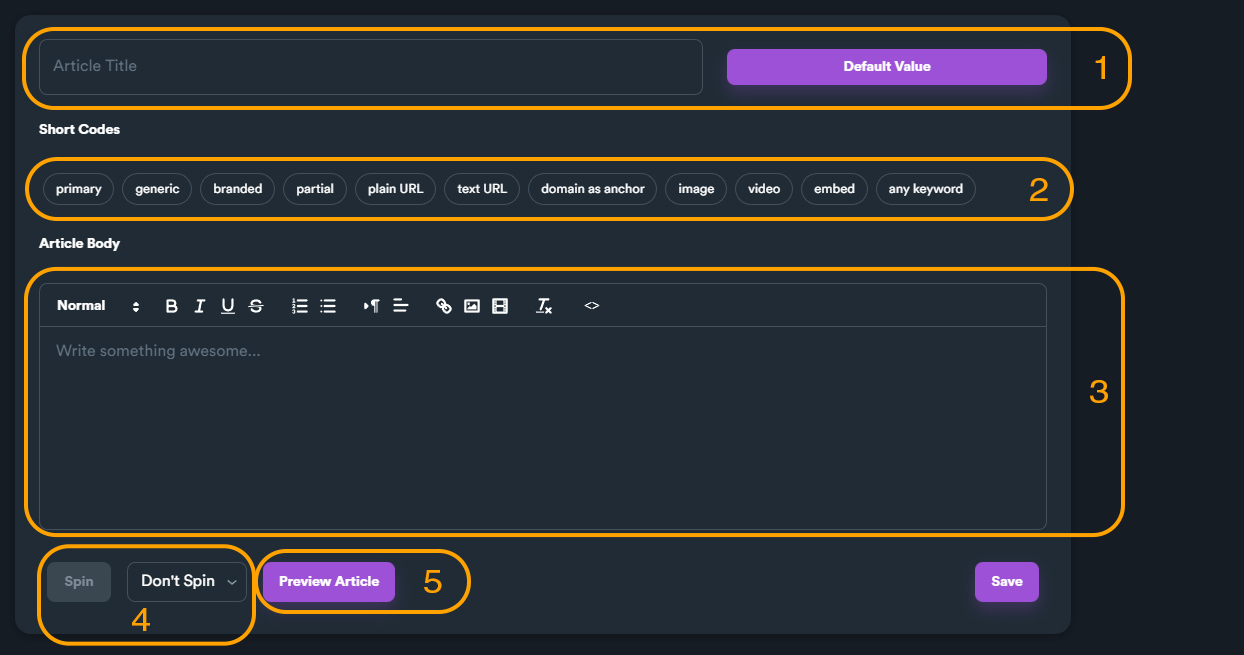 Article Title Default Value 1
Short Codes
primary generic branded partial plain URL text URL domain as anchor image video embed any keyword 2
Article Body
Normal B I U S <>
Write something awesome...
3
Spin Don't Spin Preview Article 5 Save
4